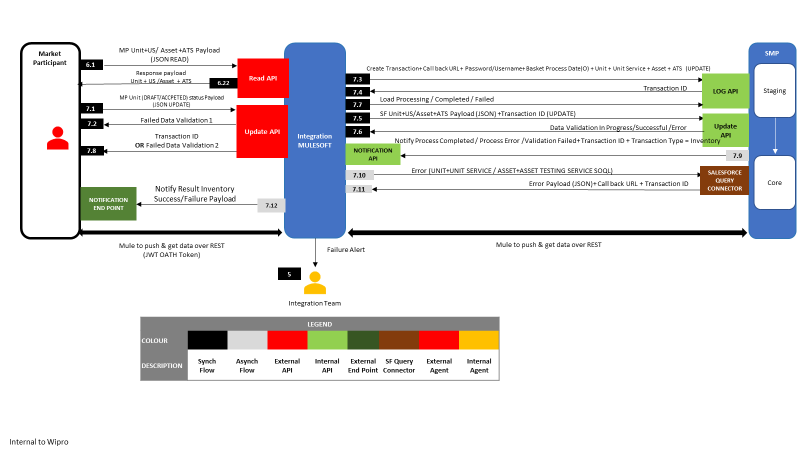 Market
Participant
6.1
MP Unit+US/ Asset +ATS Payload
(JSON READ)
Response payload
Unit + US /Asset + ATS
6.22
Read API
7.1
MP Unit (DRAFT/ACCPETED) status Payload
(JSON UPDATE)
7.2
Failed Data Validation 1
Update API
Transaction ID
OR Failed Data Validation 2
7.8
NOTIFICATION
END POINT
Notify Result Inventory
Success/Failure Payload
7.12
Mule to push & get data over REST
(JWT OATH Token)
Integration
MULESOFT
Create Transaction+ Call back URL+ Password/Username+ Basket Process Date(O) + Unit + Unit Service + Asset + ATS (UPDATE)
7.3
7.4
Transaction ID
LOG API
7.7
Load Processing / Completed / Failed
7.5
SF Unit+US/Asset+ATS Payload (JSON) +Transaction ID (UPDATE)
7.6
Data Validation In Progress/Successful /Error
Update
API
Notify Process Completed / Process Error /Validation Failed+ Transaction ID + Transaction Type = Inventory
NOTIFICATION
API
7.9
7.10
Error (UNIT+UNIT SERVICE / ASSET+ASSET TESTING SERVICE SOQL)
7.11
Error Payload (JSON)+Call back URL + Transaction ID
SALESFORCE
QUERY
CONNECTOR
SMP
Staging
Core
Mule to push & get data over REST
Failure Alert
5
Integration Team
LEGEND
COLOUR
DESCRIPTION
Synch
Flow
Asynch
Flow
External
API
Internal
API
External
End Point
SF Query
Connector
External
Agent
Internal
Agent
Internal to Wipro